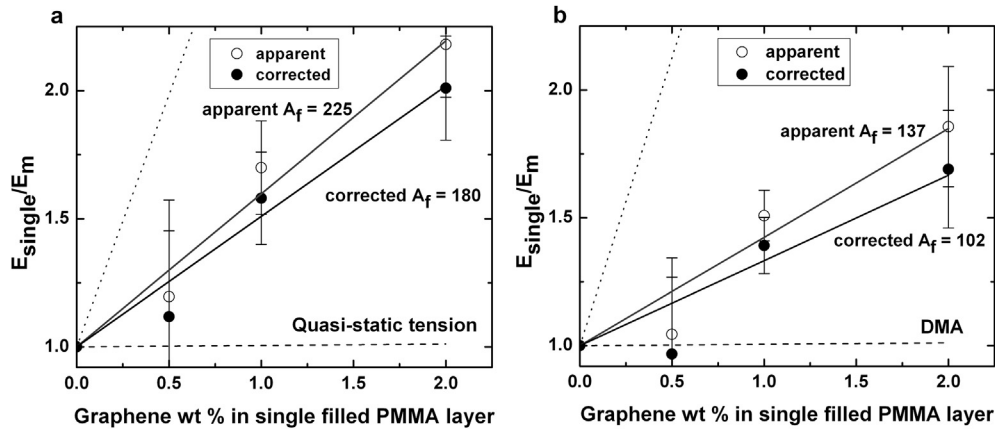 a
apparent
corrected
apparent A_f = 225
corrected A_f = 180
Quasi-static tension
E_single/E_m
2.0
1.5
1.0
0.0 0.5 1.0 1.5 2.0
Graphene wt % in single filled PMMA layer
b
apparent
corrected
apparent A_f = 137
corrected A_f = 102
DMA
E_single/E_m
2.0
1.5
1.0
0.0 0.5 1.0 1.5 2.0
Graphene wt % in single filled PMMA layer